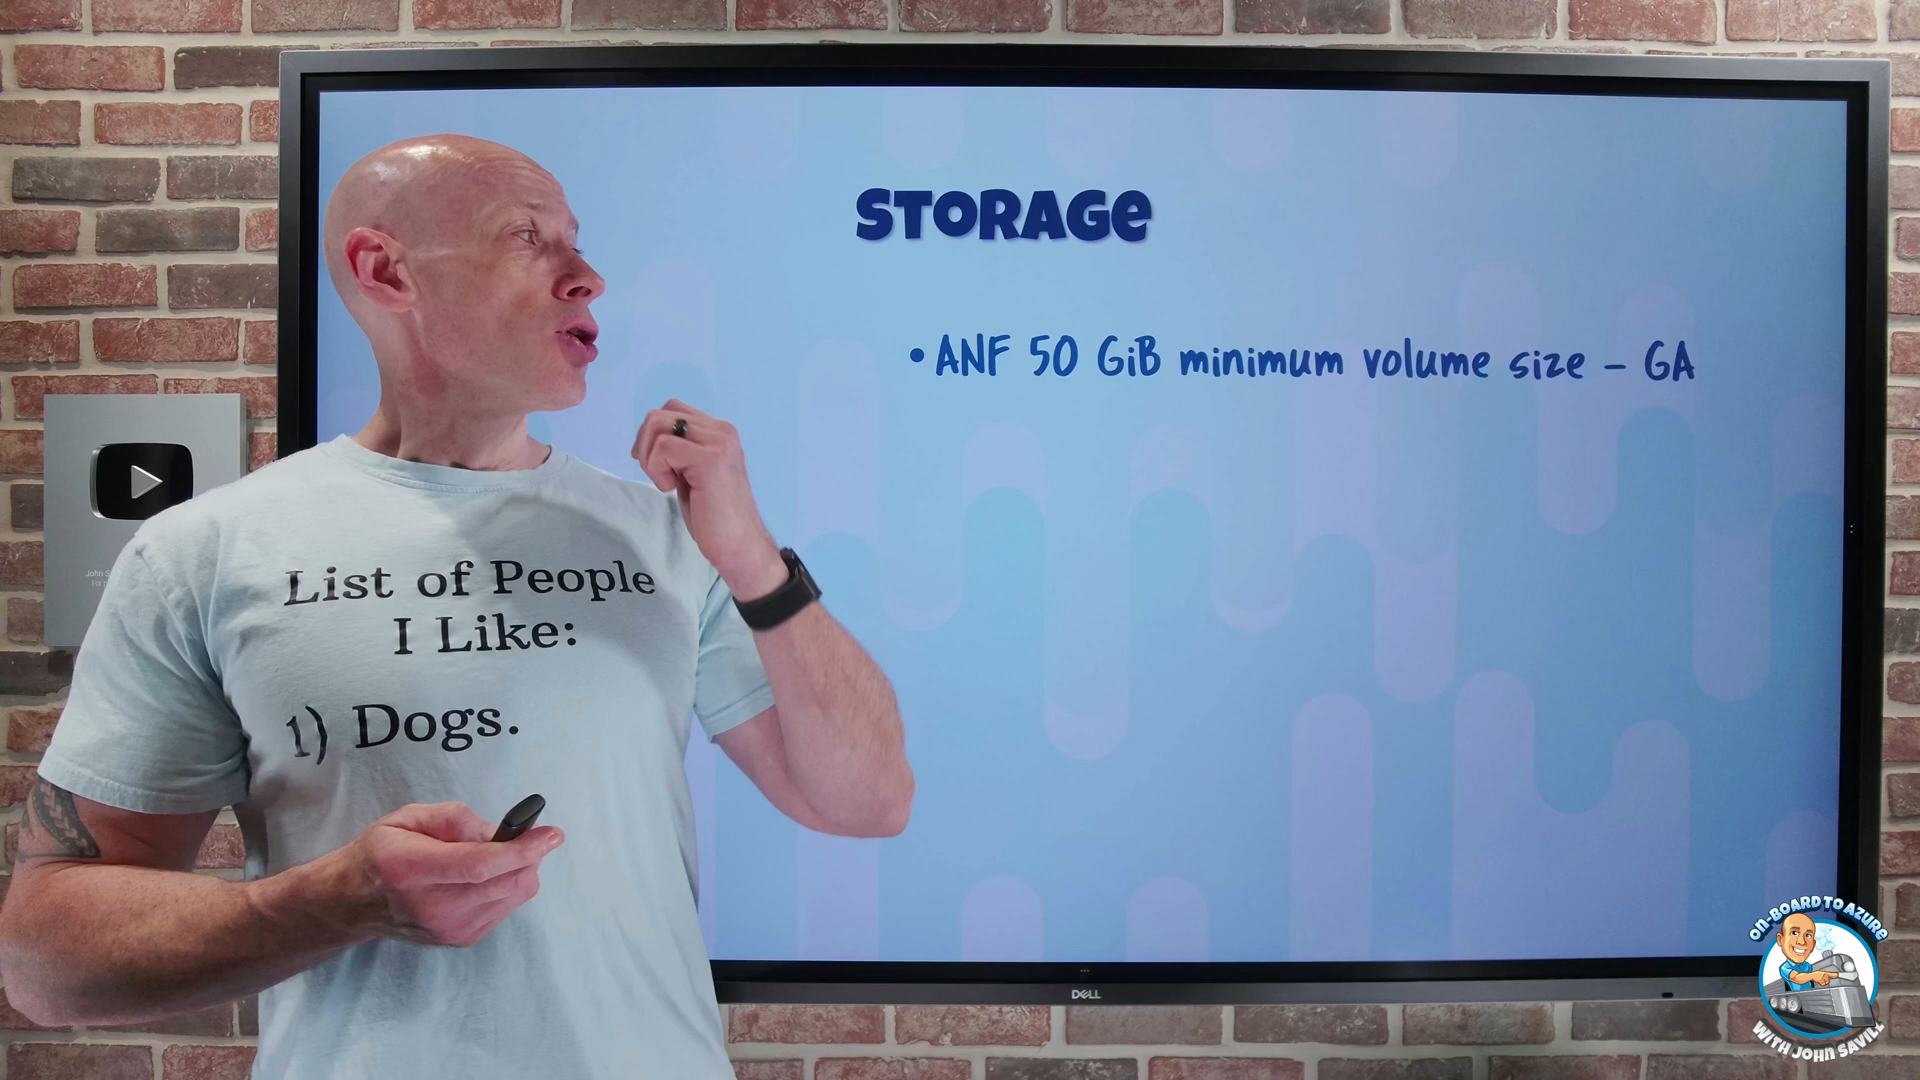 STORAGE
• ANF 50 GiB minimum volume size – GA
List of People
I Like:
1) Dogs.
John S
DELL
ON-BOARD TO AZURE
WITH JOHN SAVILL